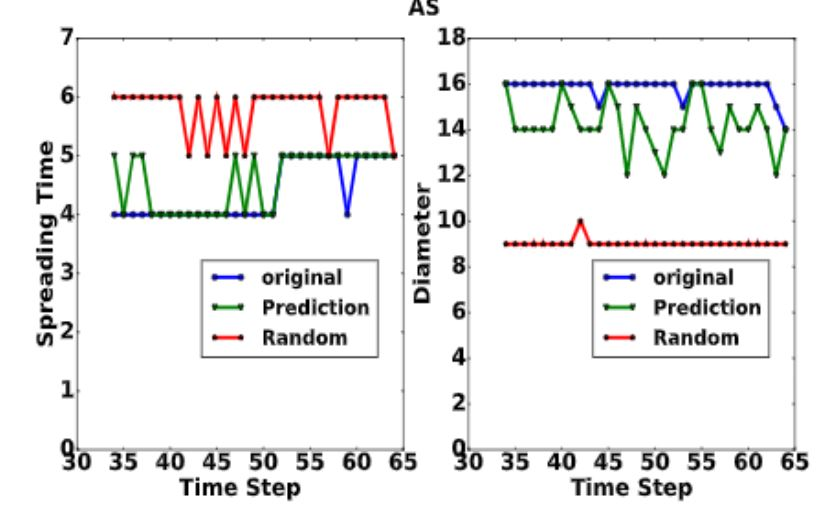 AS
7
6
5
4
3
2
1
0
30 35 40 45 50 55 60 65
Spreading Time
Time Step
original
Prediction
Random
18
16
14
12
10
8
6
4
2
0
30 35 40 45 50 55 60 65
Diameter
Time Step
original
Prediction
Random